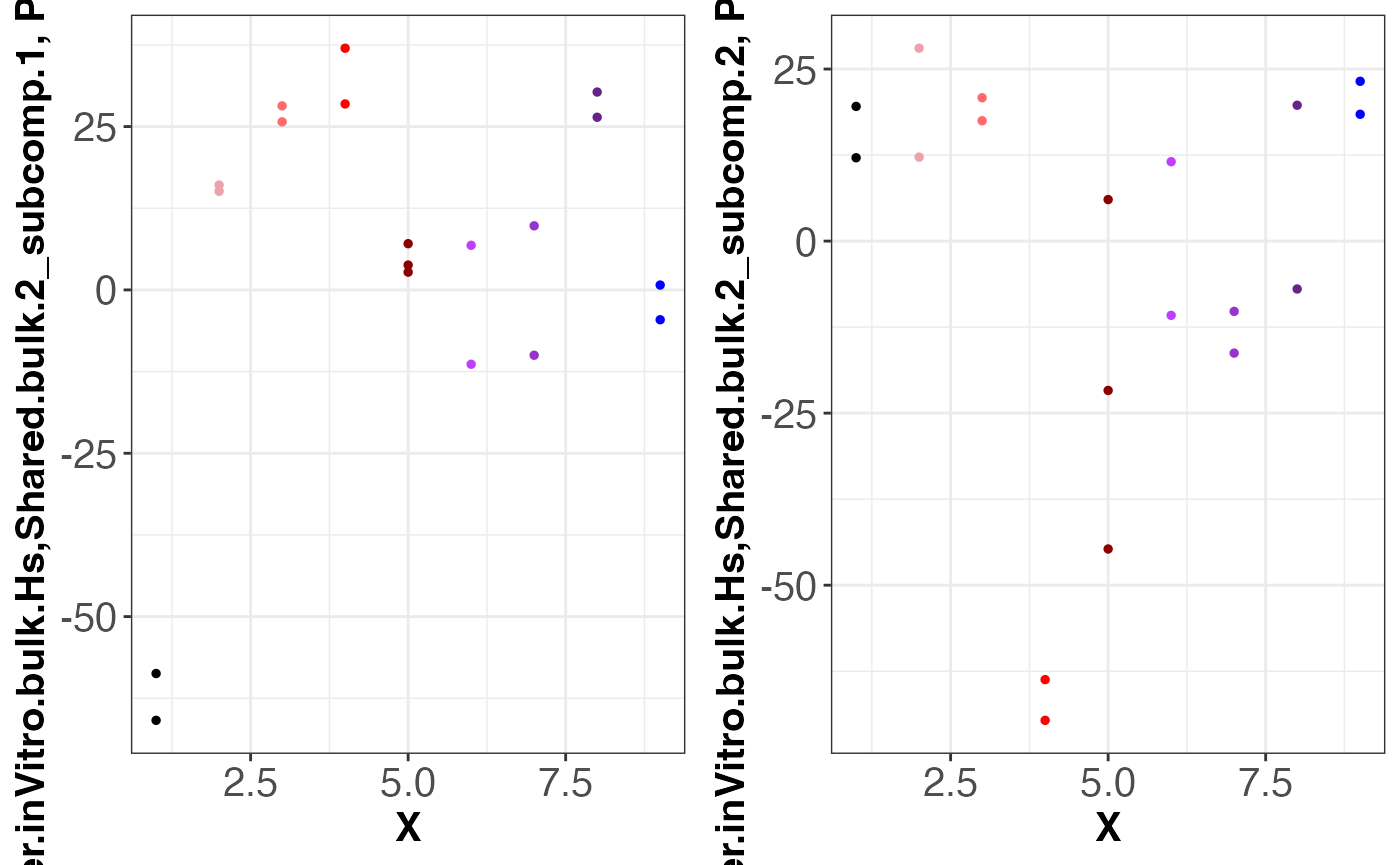 er.inVitro.bulk.Hs,Shared.bulk.2_subcomp.1, P
25
0
-25
-50
2.5 5.0 7.5
X
er.inVitro.bulk.Hs,Shared.bulk.2_subcomp.2, P
25
0
-25
-50
2.5 5.0 7.5
X